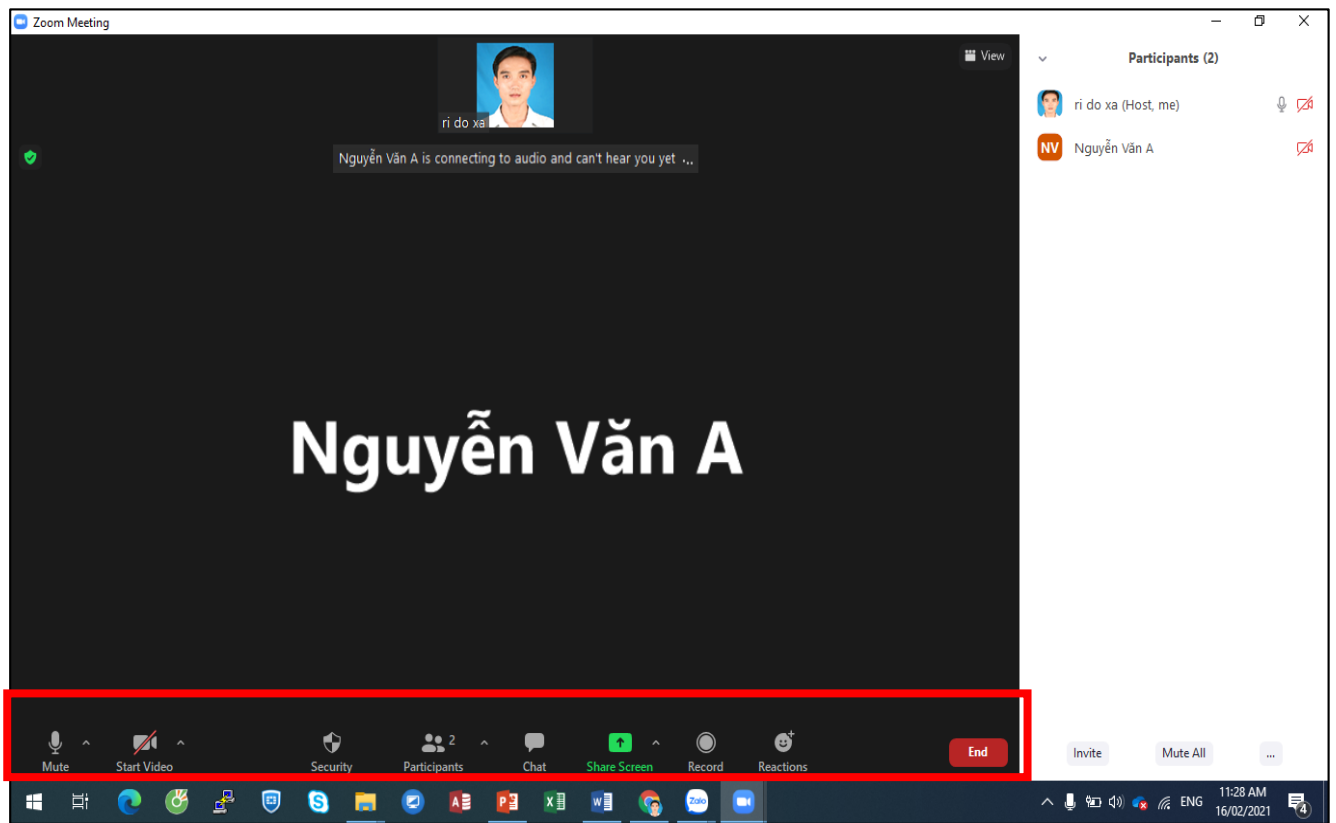 Zoom Meeting
View
ri do xa
Nguyễn Văn A is connecting to audio and can't hear you yet ...
Nguyễn Văn A
Participants (2)
ri do xa (Host, me)
NV Nguyễn Văn A
Mute
Start Video
Security
2
Participants
Chat
Share Screen
Record
Reactions
End
Invite
Mute All
...
Zalo
ENG
11:28 AM
16/02/2021
4